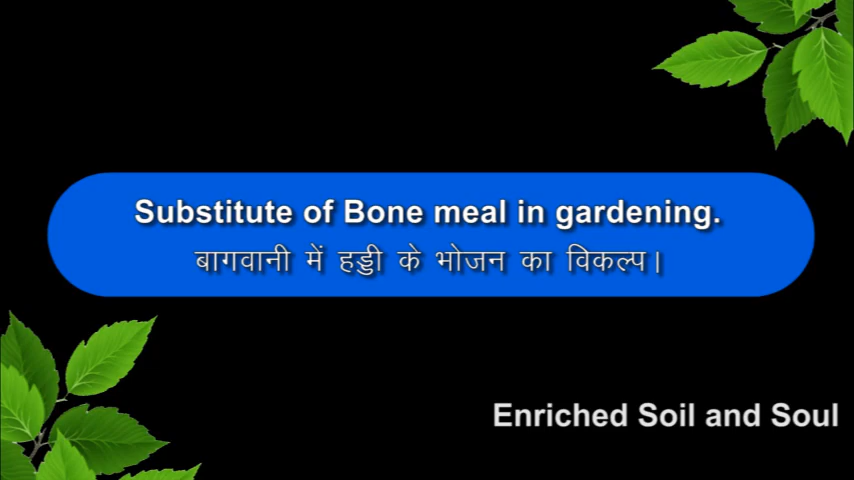 Substitute of Bone meal in gardening.
बागवानी में हड्डी के भोजन का विकल्प।
Enriched Soil and Soul